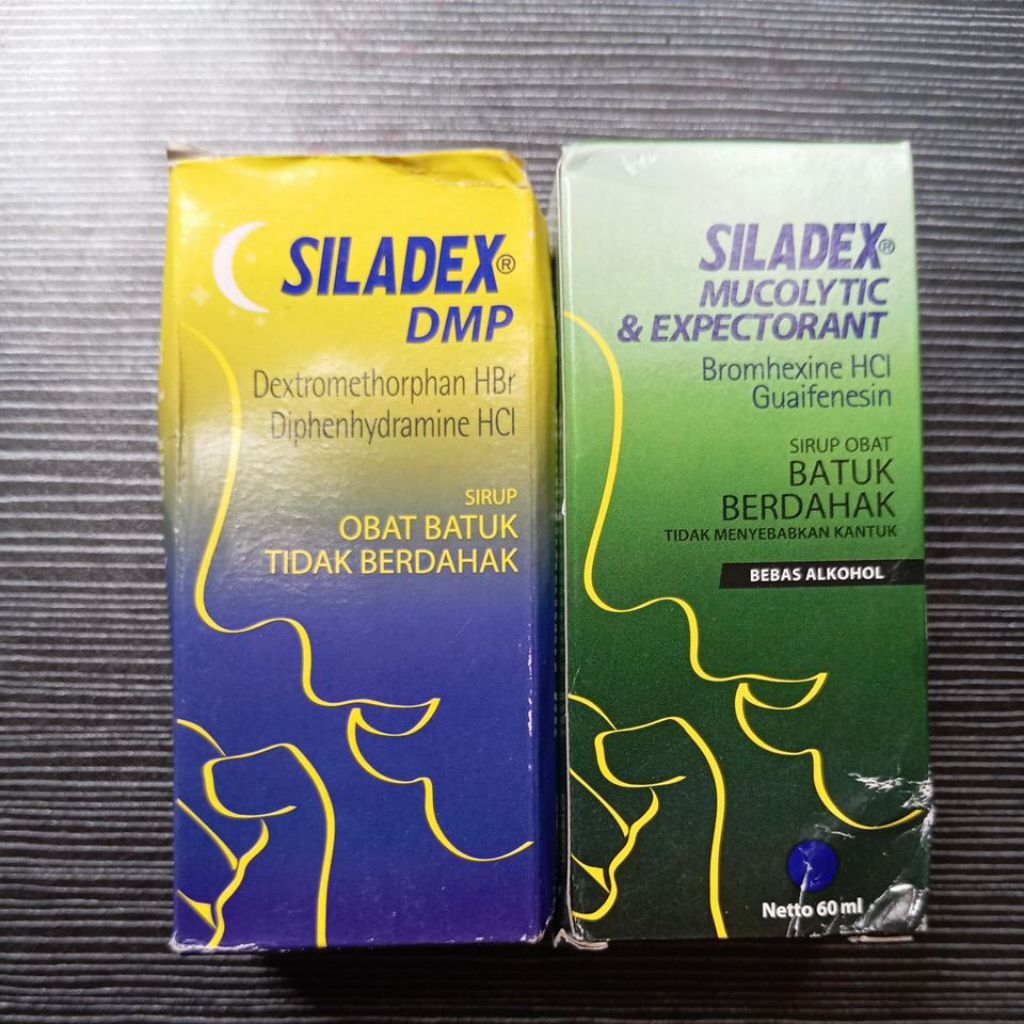 SILADEX®
DMP
Dextromethorphan HBr
Diphenhydramine HCl
SIRUP
OBAT BATUK
TIDAK BERDAHAK
SILADEX®
MUCOLYTIC
& EXPECTORANT
Bromhexine HCl
Guaifenesin
SIRUP OBAT
BATUK
BERDAHAK
TIDAK MENYEBABKAN KANTUK
BEBAS ALKOHOL
Netto 60 ml